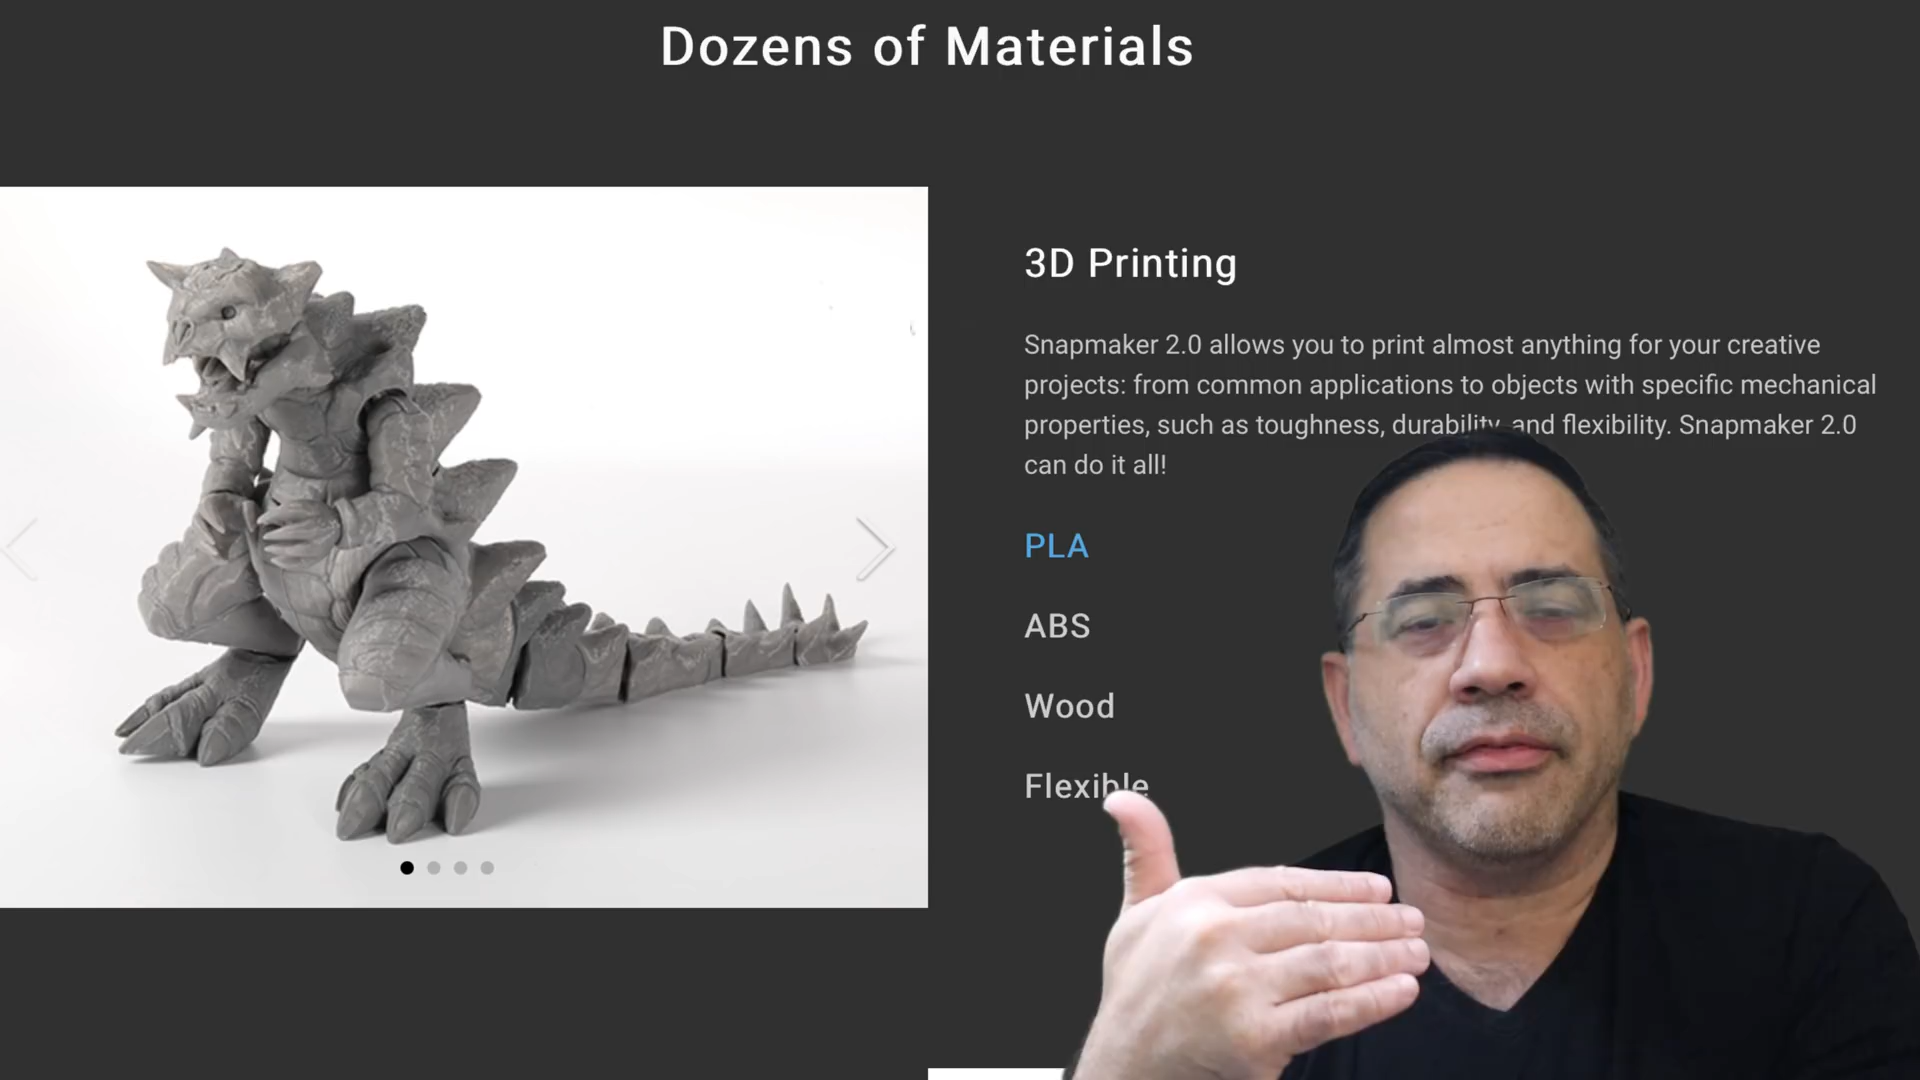 Dozens of Materials
3D Printing
Snapmaker 2.0 allows you to print almost anything for your creative
projects: from common applications to objects with specific mechanical
properties, such as toughness, durability, and flexibility. Snapmaker 2.0
can do it all!
PLA
ABS
Wood
Flexible